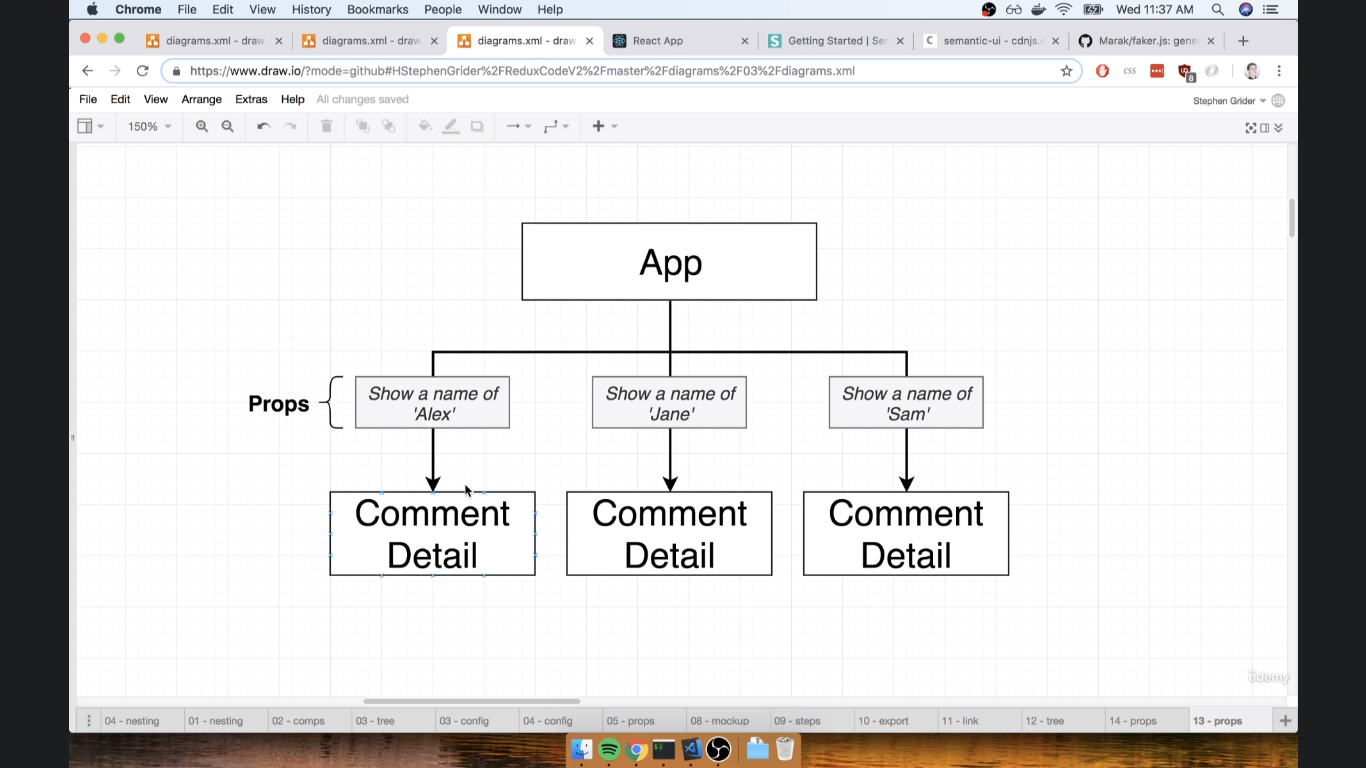 Chrome File Edit View History Bookmarks People Window Help Wed 11:37 AM
diagrams.xml - draw. diagrams.xml - draw diagrams.xml - draw. React App Getting Started | Sem semantic-ui - cdnjs.c Marak/faker.js: gene
https://www.draw.io/?mode=github#HStephenGrider%2FReduxCodeV2%2Fmaster%2Fdiagrams%2F03%2Fdiagrams.xml css 8
File Edit View Arrange Extras Help All changes saved Stephen Grider
150%
App
Props
Show a name of
'Alex'
Show a name of
'Jane'
Show a name of
'Sam'
Comment
Detail
Comment
Detail
Comment
Detail
ûdemy
04 - nesting 01 - nesting 02 - comps 03 - tree 03 - config 04 - config 05 - props 08 - mockup 09 - steps 10 - export 11 - link 12 - tree 14 - props 13 - props